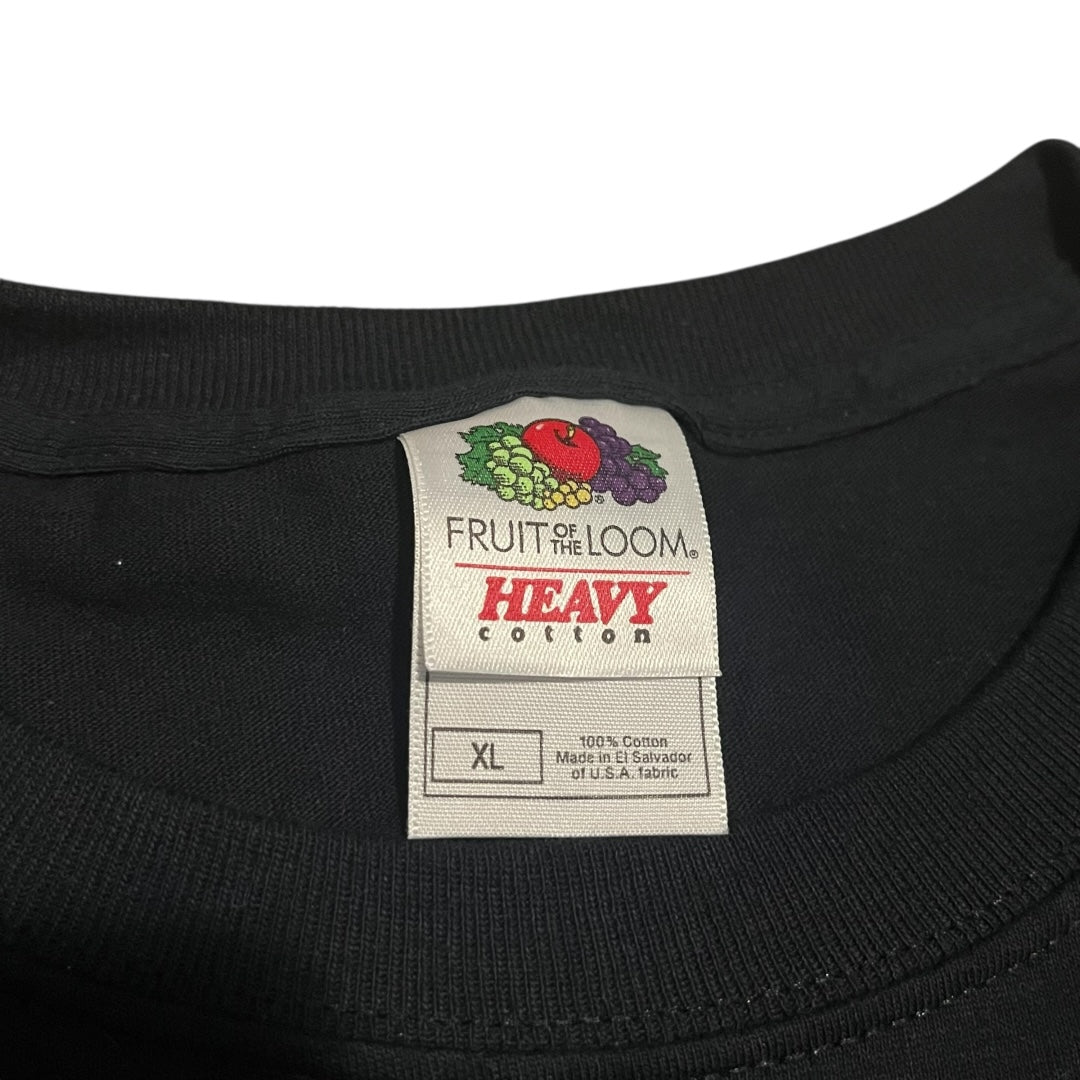 FRUIT OF THE LOOM®
HEAVY
cotton
XL
100% Cotton
Made in El Salvador
of U.S.A. fabric